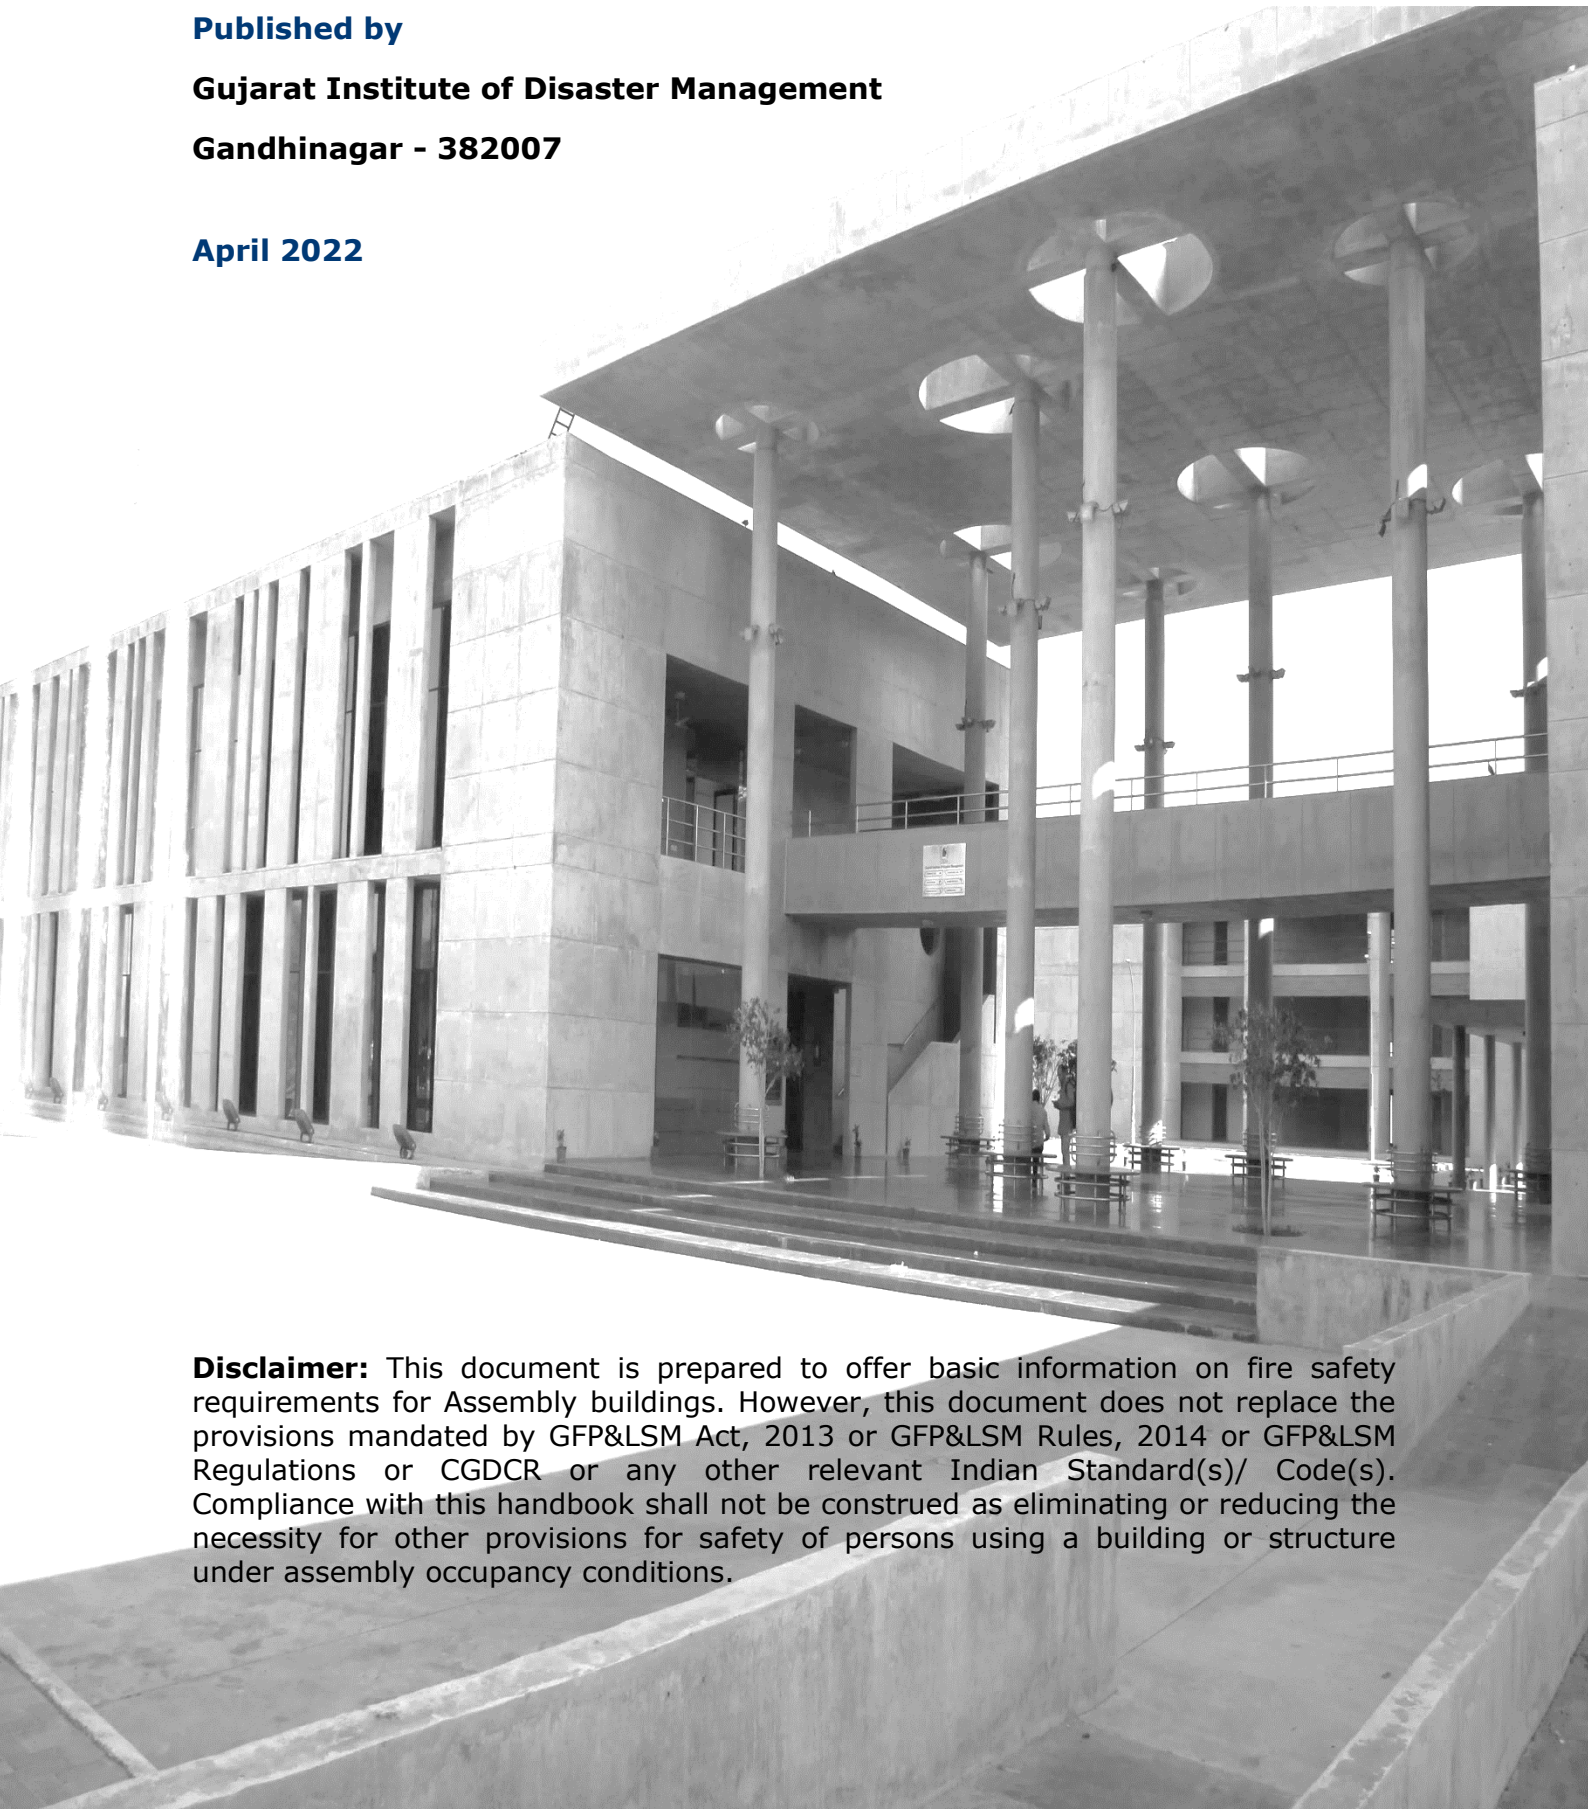 Published by
Gujarat Institute of Disaster Management
Gandhinagar - 382007
April 2022
Disclaimer: This document is prepared to offer basic information on fire safety
requirements for Assembly buildings. However, this document does not replace the
provisions mandated by GFP&LSM Act, 2013 or GFP&LSM Rules, 2014 or GFP&LSM
Regulations or CGDCR or any other relevant Indian Standard(s)/ Code(s).
Compliance with this handbook shall not be construed as eliminating or reducing the
necessity for other provisions for safety of persons using a building or structure
under assembly occupancy conditions.